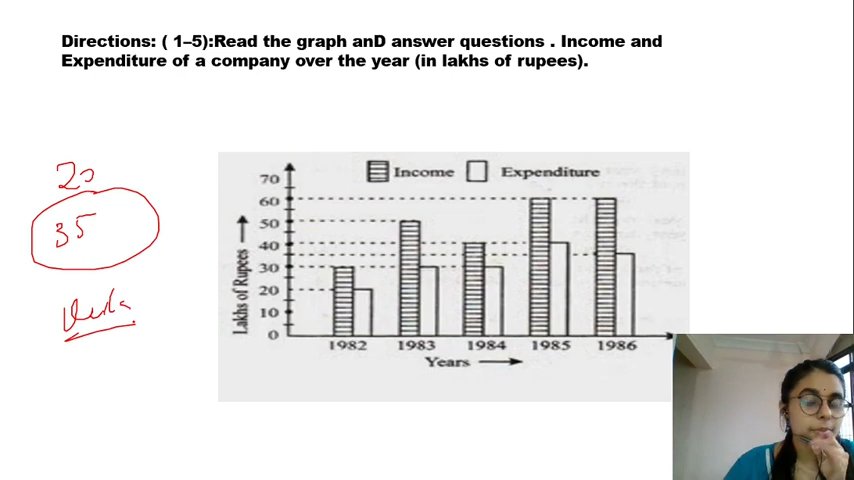 Directions: ( 1–5):Read the graph anD answer questions . Income and
Expenditure of a company over the year (in lakhs of rupees).
Income Expenditure
70
60
50
40
30
20
10
0
Lakhs of Rupees
1982 1983 1984 1985 1986
Years
20
35